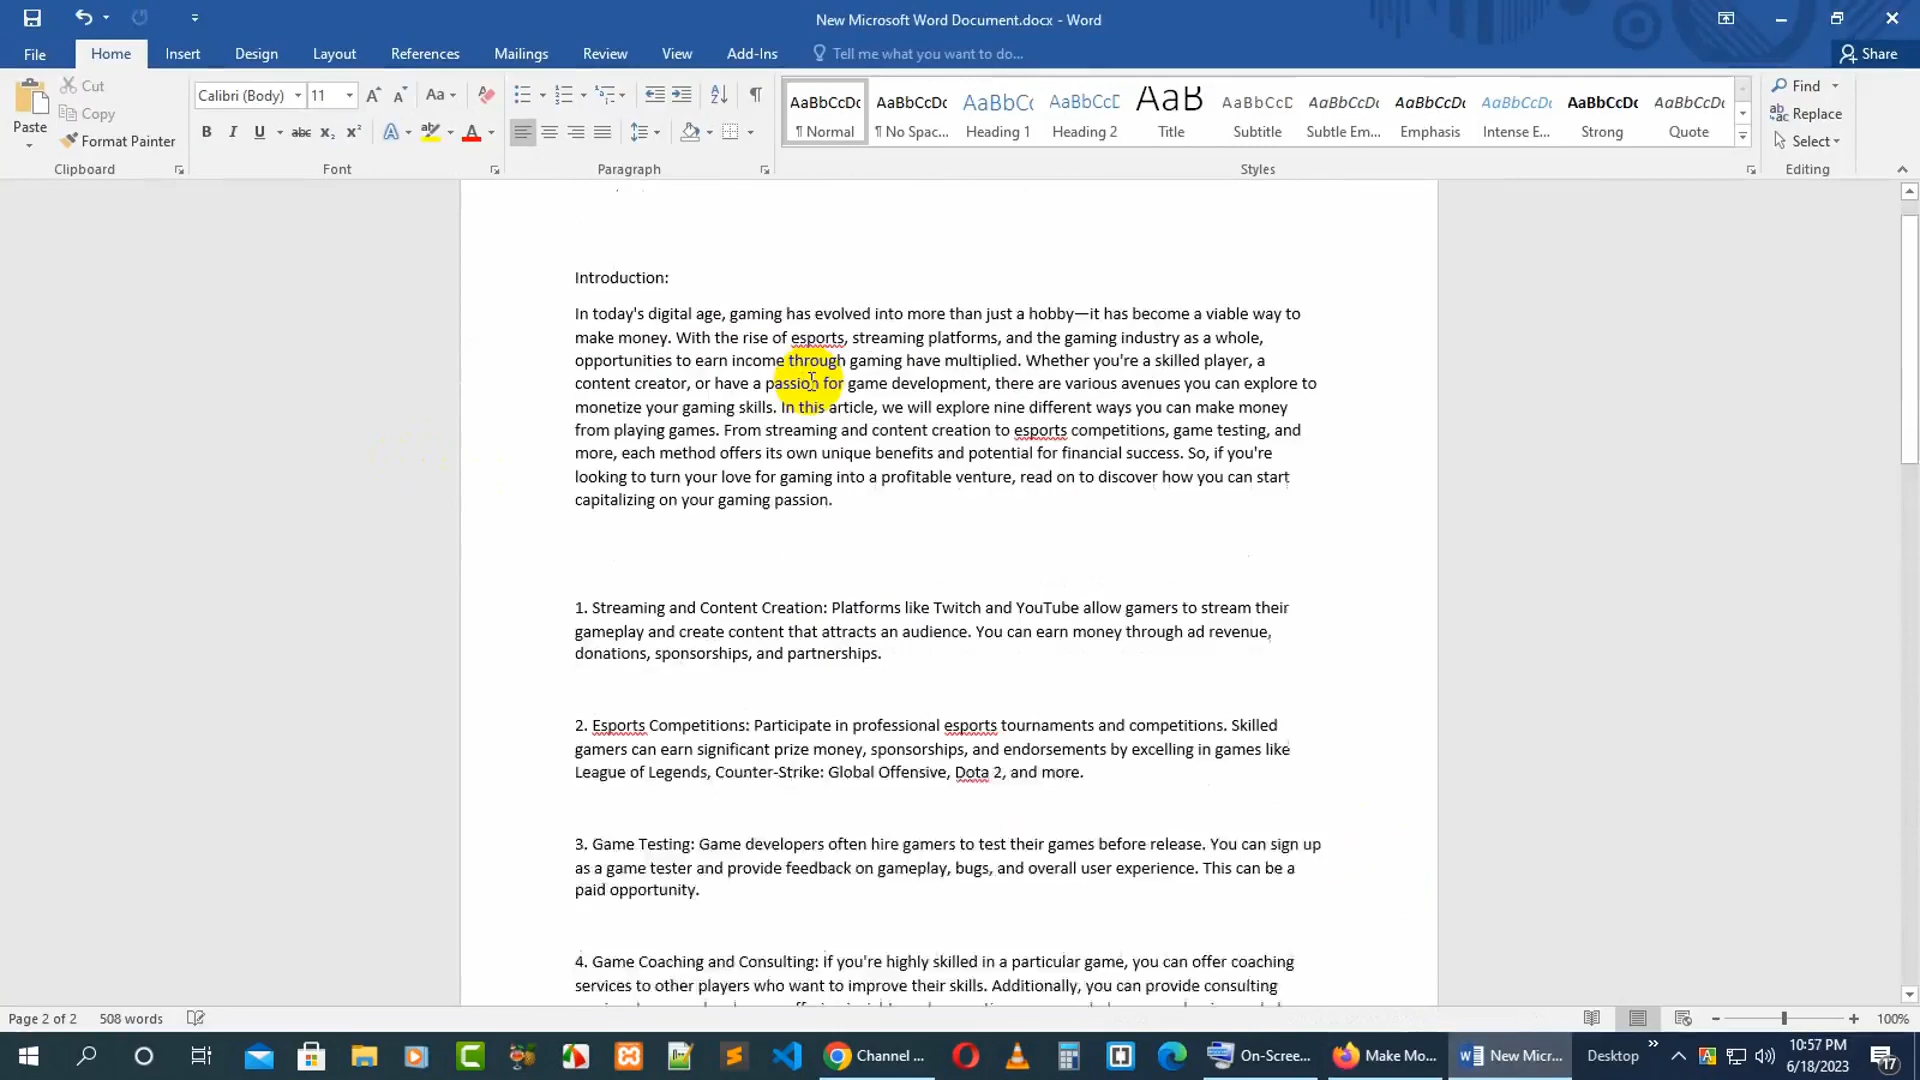 New Microsoft Word Document.docx - Word
File Home Insert Design Layout References Mailings Review View Add-Ins Tell me what you want to do... Share
Paste
Cut
Copy
Format Painter
Clipboard
Calibri (Body) 11
Font
Paragraph
AaBbCcDc AaBbCcDc AaBbCc AaBbCcD AaB AaBbCcD AaBbCcDc AaBbCcDc AaBbCcDc AaBbCcDc AaBbCcDc
¶ Normal ¶ No Spac... Heading 1 Heading 2 Title Subtitle Subtle Em... Emphasis Intense E... Strong Quote
Styles
Find
Replace
Select
Editing
Introduction:
In today's digital age, gaming has evolved into more than just a hobby—it has become a viable way to
make money. With the rise of esports, streaming platforms, and the gaming industry as a whole,
opportunities to earn income through gaming have multiplied. Whether you're a skilled player, a
content creator, or have a passion for game development, there are various avenues you can explore to
monetize your gaming skills. In this article, we will explore nine different ways you can make money
from playing games. From streaming and content creation to esports competitions, game testing, and
more, each method offers its own unique benefits and potential for financial success. So, if you're
looking to turn your love for gaming into a profitable venture, read on to discover how you can start
capitalizing on your gaming passion.
1. Streaming and Content Creation: Platforms like Twitch and YouTube allow gamers to stream their
gameplay and create content that attracts an audience. You can earn money through ad revenue,
donations, sponsorships, and partnerships.
2. Esports Competitions: Participate in professional esports tournaments and competitions. Skilled
gamers can earn significant prize money, sponsorships, and endorsements by excelling in games like
League of Legends, Counter-Strike: Global Offensive, Dota 2, and more.
3. Game Testing: Game developers often hire gamers to test their games before release. You can sign up
as a game tester and provide feedback on gameplay, bugs, and overall user experience. This can be a
paid opportunity.
4. Game Coaching and Consulting: If you're highly skilled in a particular game, you can offer coaching
services to other players who want to improve their skills. Additionally, you can provide consulting
Page 2 of 2 508 words 100%
Channel ... On-Scree... Make Mo... New Micr... Desktop
10:57 PM
6/18/2023
17